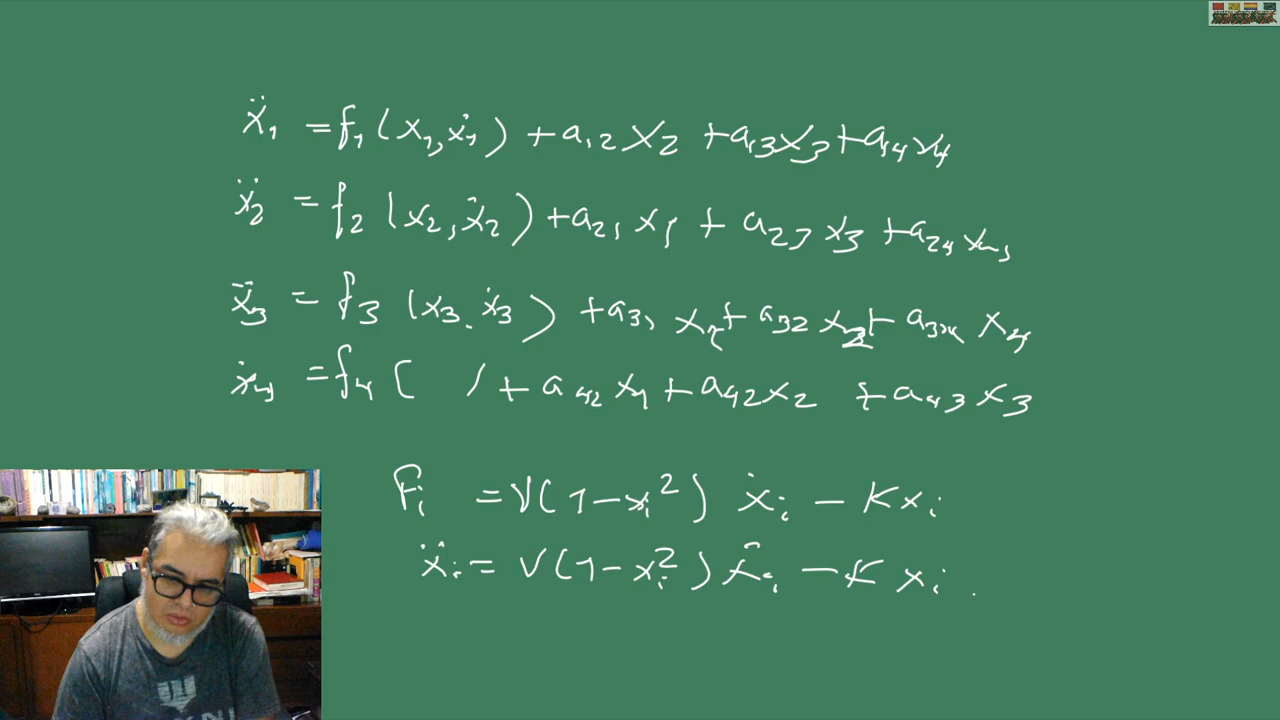 ẍ₁ = f₁(x₁, ẋ₁) + a₁₂x₂ + a₁₃x₃ + a₁₄x₄
ẍ₂ = f₂(x₂, ẋ₂) + a₂₁x₁ + a₂₃x₃ + a₂₄x₄
ẍ₃ = f₃(x₃, ẋ₃) + a₃₁x₁ + a₃₂x₂ + a₃₄x₄
ẍ₄ = f₄( ) + a₄₂x₁ + a₄₂x₂ + a₄₃x₃
Fᵢ = V(1-xᵢ²)ẋᵢ - Kxᵢ
ẍᵢ = V(1-xᵢ²)ẋᵢ - Kxᵢ